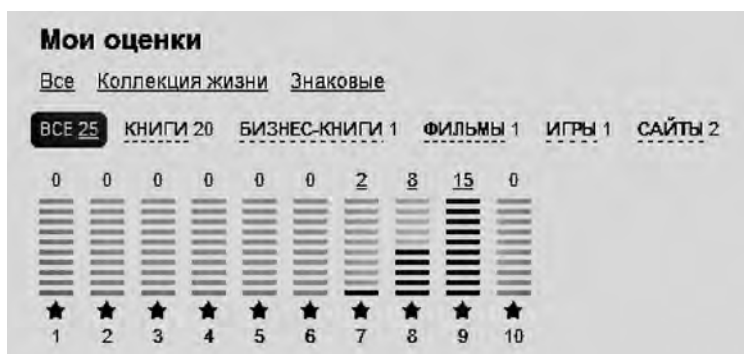 Мои оценки
Все Коллекция жизни Знаковые
ВСЕ 25 КНИГИ 20 БИЗНЕС-КНИГИ 1 ФИЛЬМЫ 1 ИГРЫ 1 САЙТЫ 2
0 0 0 0 0 0 2 8 15 0
1 2 3 4 5 6 7 8 9 10